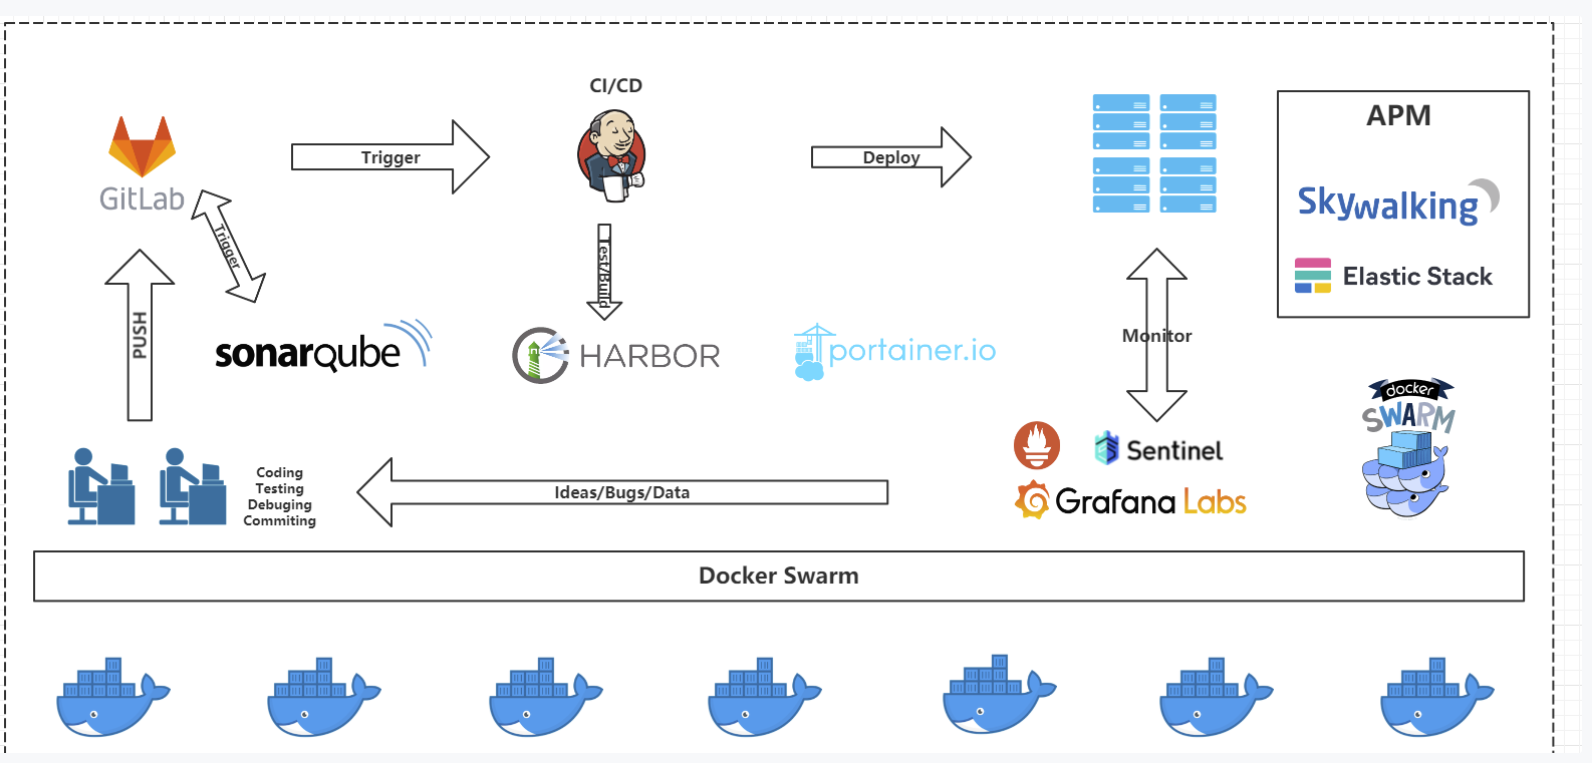 CI/CD
GitLab
Trigger
Deploy
APM
Skywalking
Elastic Stack
Trigger
Test/Build
PUSH
sonarqube
HARBOR
portainer.io
Monitor
docker
SWARM
Sentinel
Grafana Labs
Coding
Testing
Debuging
Commiting
Ideas/Bugs/Data
Docker Swarm